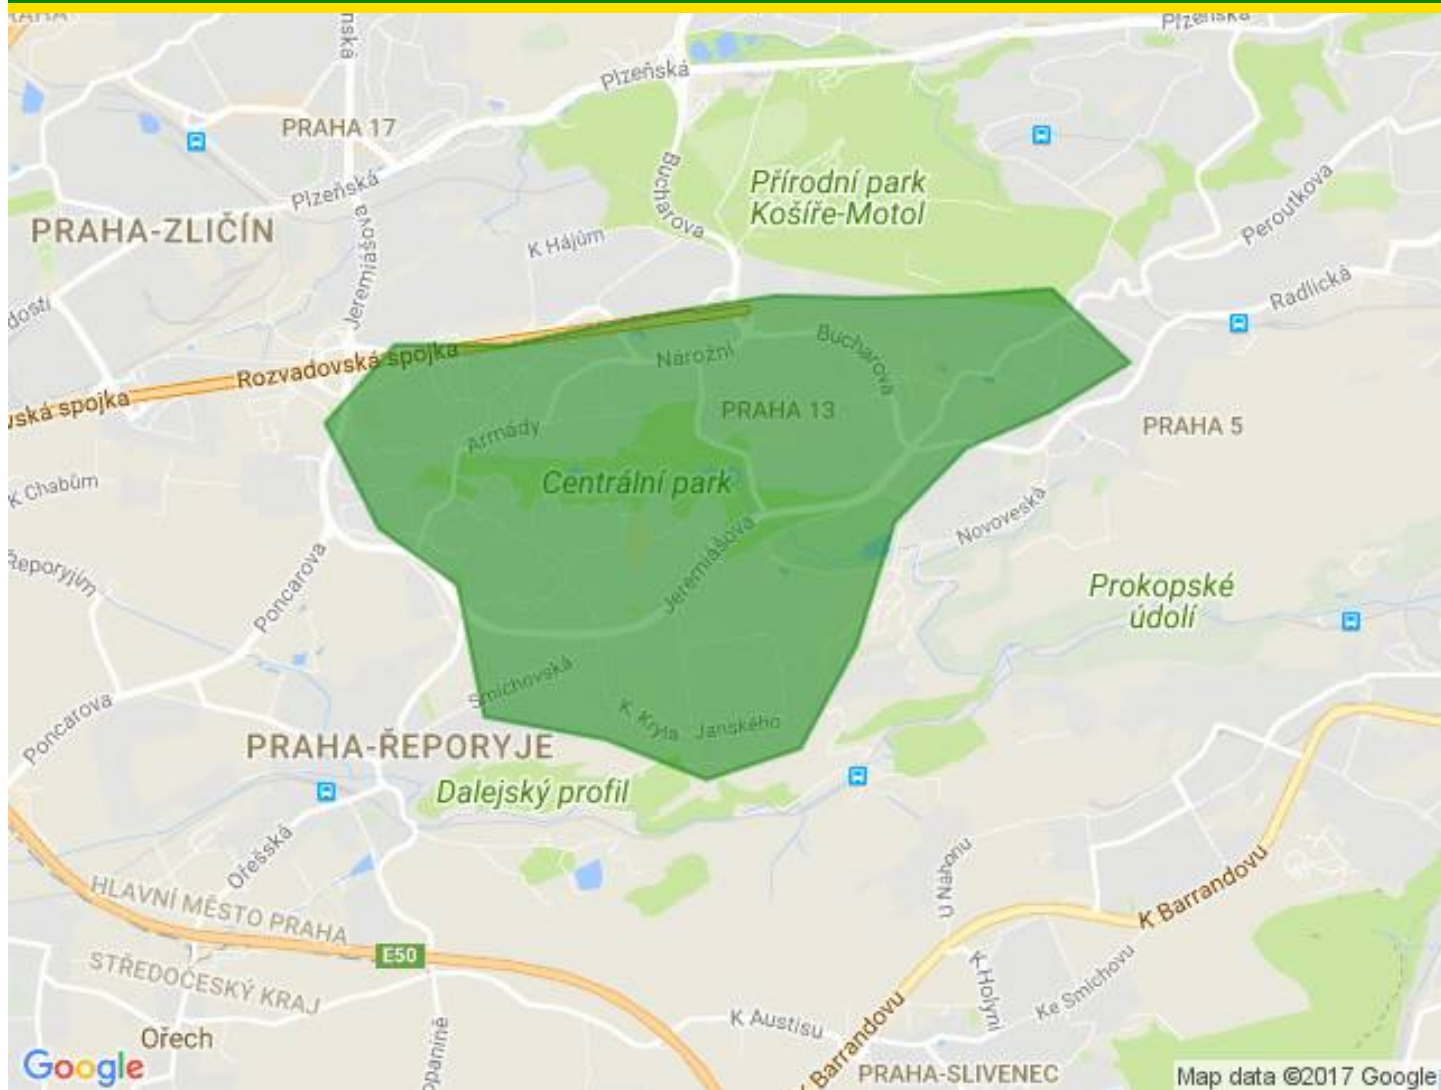 Plzeňská
Plzeňská
PRAHA 17
Bucharova
Přírodní park
Košíře-Motol
Plzeňská
Peroutkova
PRAHA-ZLIČÍN
K Hájům
Jeremiášova
Radlická
Rozvadovská spojka
Nárožní
Bucharova
vská spojka
PRAHA 13
PRAHA 5
Armády
K Chabům
Centrální park
Novoveská
Poncarova
Jeremiášova
Řeporyjím
Prokopské
údolí
Smíchovská
Poncarova
K. Kryla
Janského
PRAHA-ŘEPORYJE
Dalejský profil
Ořešská
U Náhonu
HLAVNÍ MĚSTO PRAHA
K Barrandovu
E50
STŘEDOČESKÝ KRAJ
K Holyni
Ke Smíchovu
K Austisu
Ořech
opanině
K Barrandovu
Google
PRAHA-SLIVENEC
Map data ©2017 Google